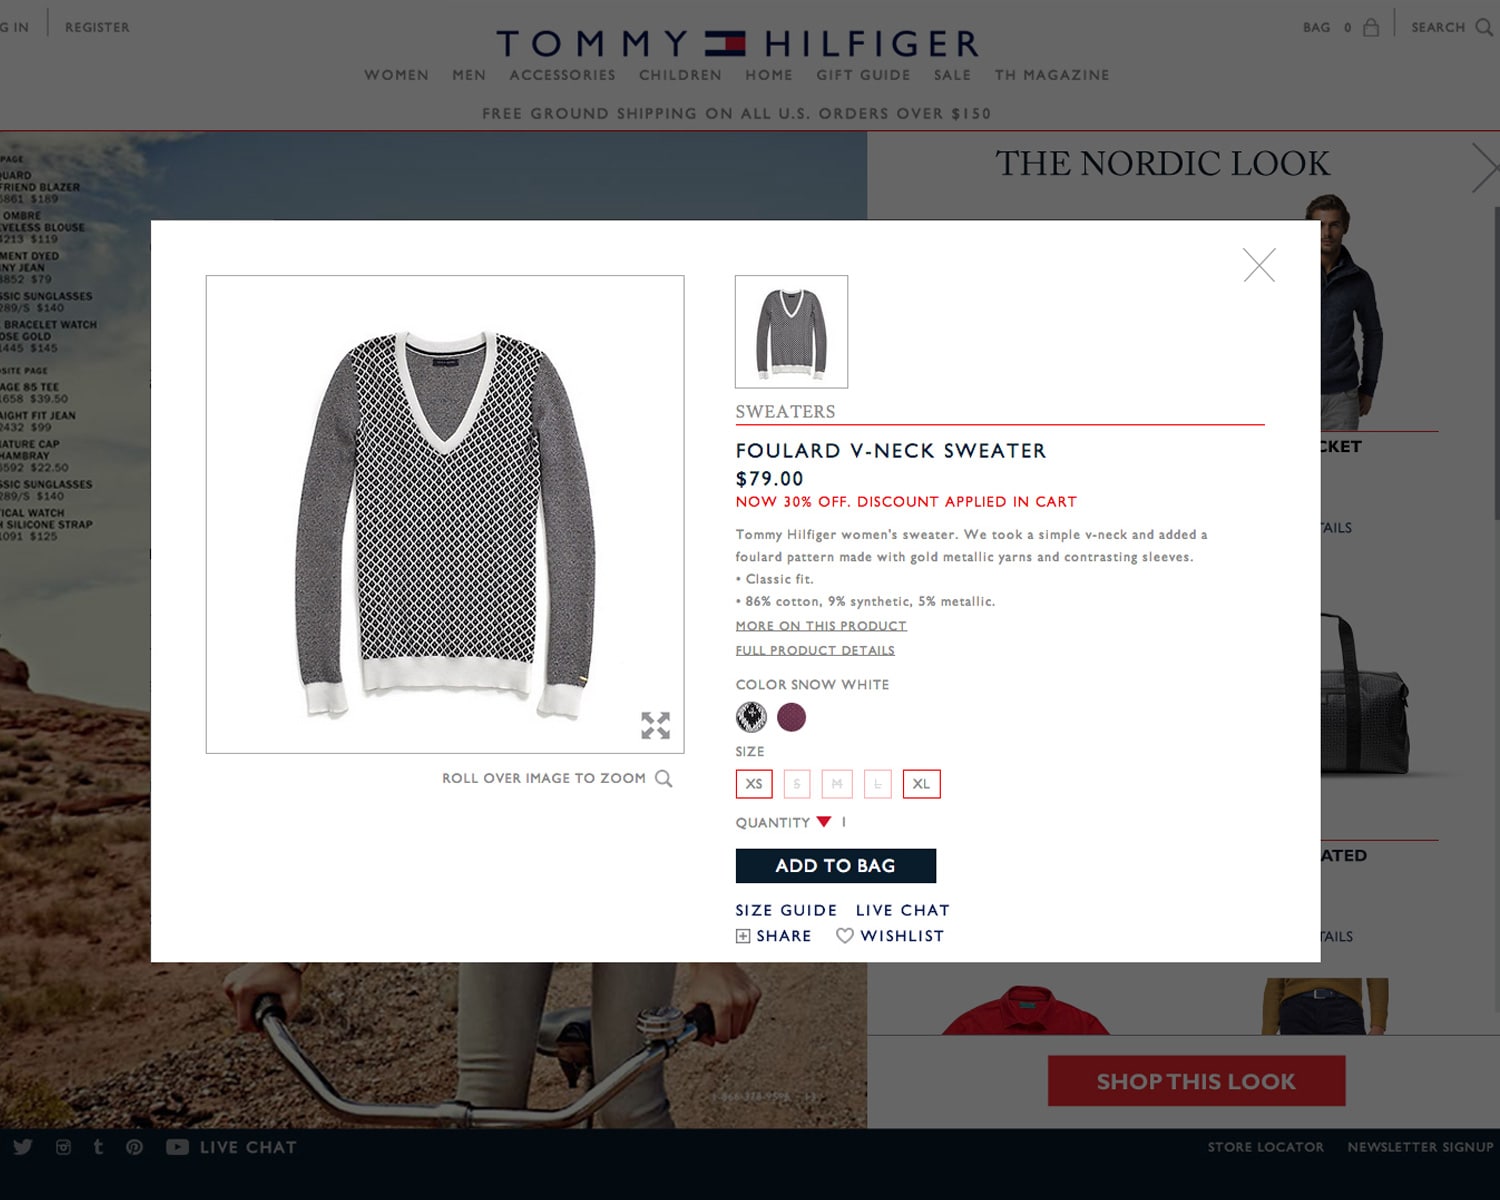 G IN
REGISTER
TOMMY HILFIGER
BAG 0
SEARCH
WOMEN MEN ACCESSORIES CHILDREN HOME GIFT GUIDE SALE TH MAGAZINE
FREE GROUND SHIPPING ON ALL U.S. ORDERS OVER $150
PAGE
QUARD
FRIEND BLAZER
5861 $189
OMBRE
EVELESS BLOUSE
4213 $119
MENT DYED
NNY JEAN
3852 $79
SSIC SUNGLASSES
289/S $140
BRACELET WATCH
OSE GOLD
1445 $145
SITE PAGE
AGE 85 TEE
1658 $39.50
AIGHT FIT JEAN
2432 $99
NATURE CAP
HAMBRAY
6592 $22.50
SSIC SUNGLASSES
289/S $140
TICAL WATCH
H SILICONE STRAP
1091 $125
THE NORDIC LOOK
CKET
TAILS
ATED
TAILS
SWEATERS
FOULARD V-NECK SWEATER
$79.00
NOW 30% OFF. DISCOUNT APPLIED IN CART
Tommy Hilfiger women's sweater. We took a simple v-neck and added a
foulard pattern made with gold metallic yarns and contrasting sleeves.
• Classic fit.
• 86% cotton, 9% synthetic, 5% metallic.
MORE ON THIS PRODUCT
FULL PRODUCT DETAILS
COLOR SNOW WHITE
SIZE
XS S M L XL
QUANTITY 1
ADD TO BAG
SIZE GUIDE LIVE CHAT
SHARE WISHLIST
ROLL OVER IMAGE TO ZOOM
SHOP THIS LOOK
LIVE CHAT
STORE LOCATOR
NEWSLETTER SIGNUP